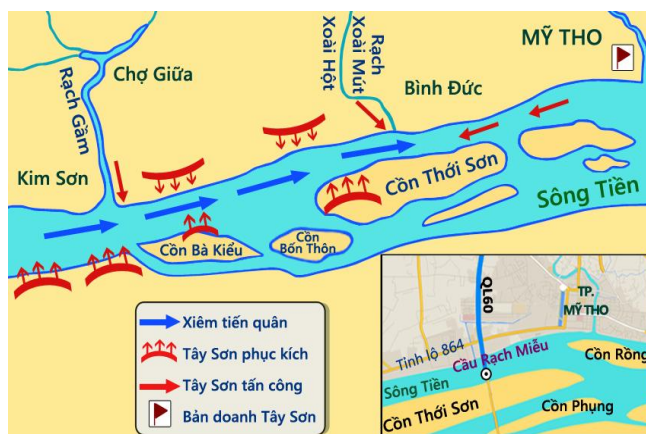 MỸ THO
Rạch
Xoài Mút
Xoài Hột
Chợ Giữa
Rạch Gầm
Bình Đức
Kim Sơn
Cồn Thới Sơn
Sông Tiền
Cồn Bà Kiểu
Cồn
Bốn Thôn
Xiêm tiến quân
Tây Sơn phục kích
Tây Sơn tấn công
Bản doanh Tây Sơn
QL60
TP.
MỸ THO
Tỉnh lộ 864
Cầu Rạch Miễu
Cồn Rồng
Sông Tiền
Cồn Thới Sơn
Cồn Phụng